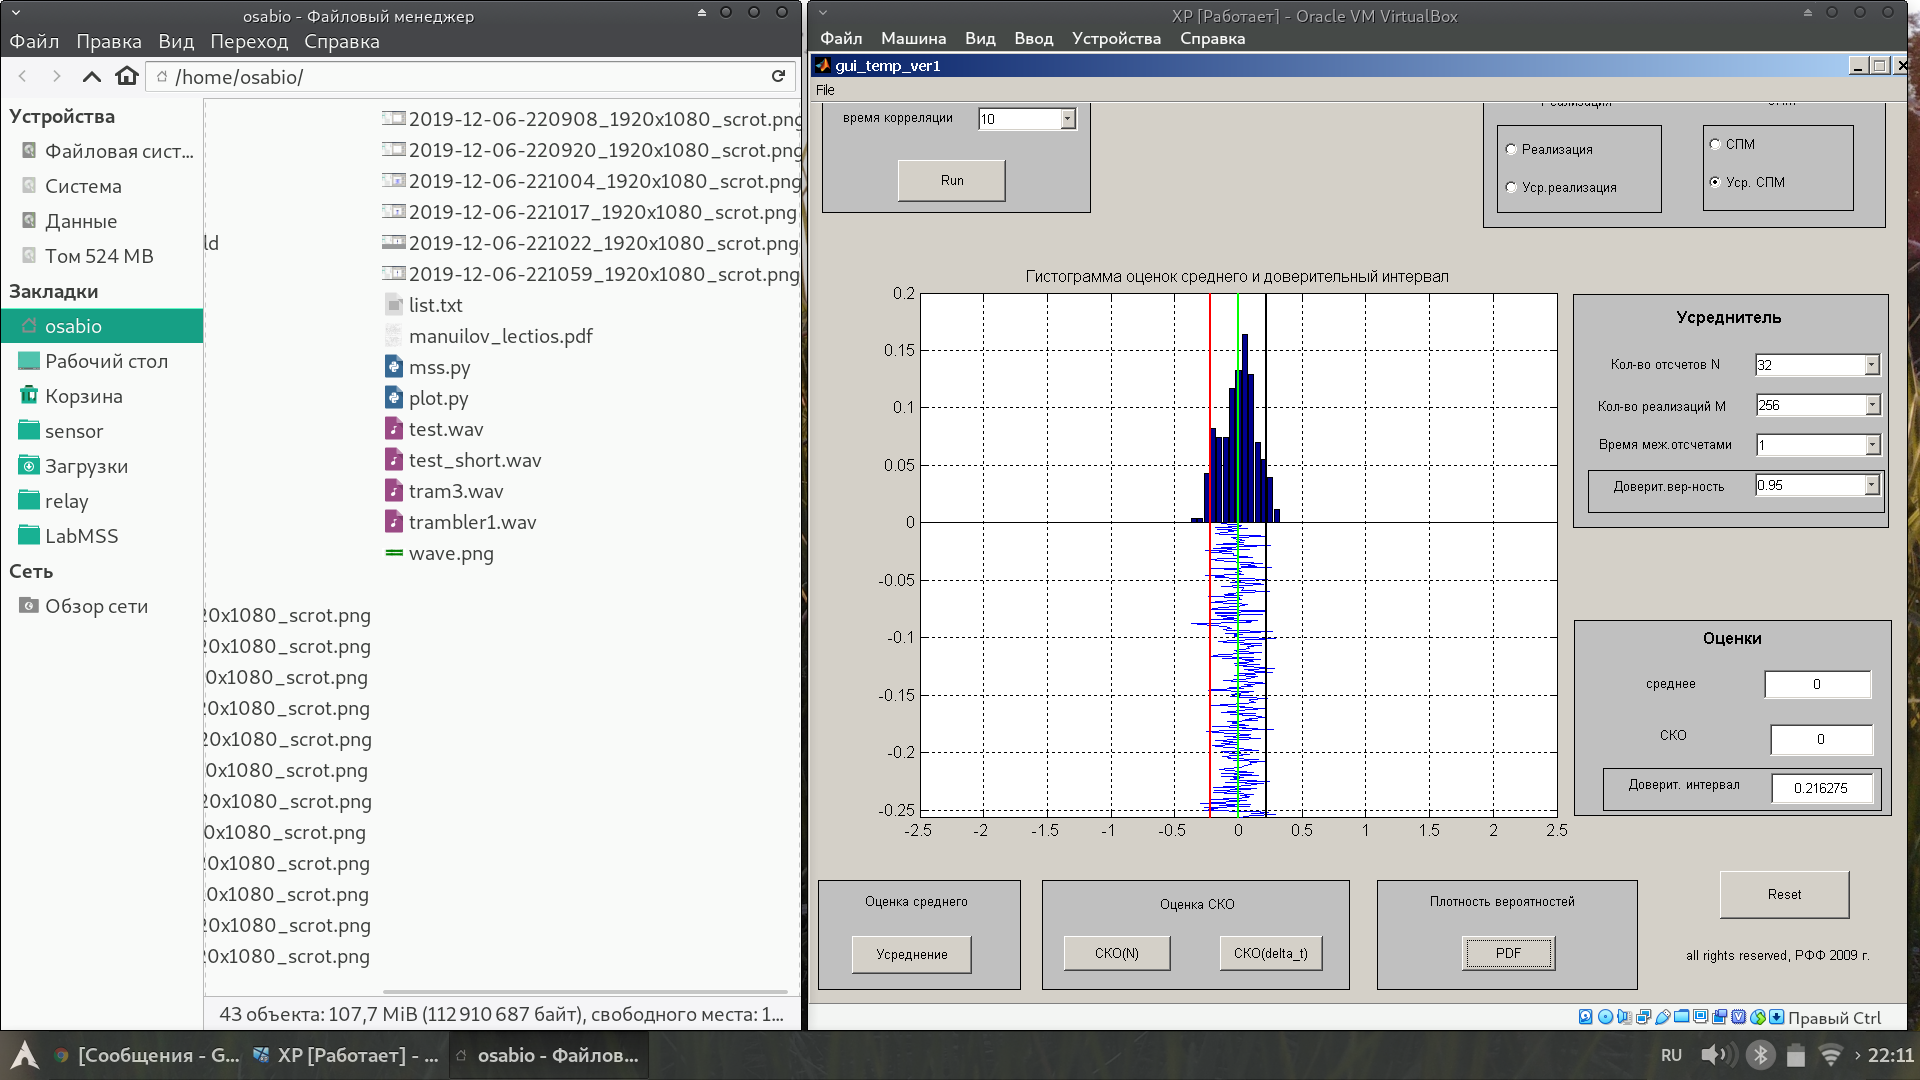 osabio - Файловый менеджер
Файл Правка Вид Переход Справка
/home/osabio/
Устройства
Файловая сист...
Система
Данные
Том 524 MB
Закладки
osabio
Рабочий стол
Корзина
sensor
Загрузки
relay
LabMSS
Сеть
Обзор сети
ld
20x1080_scrot.png
20x1080_scrot.png
0x1080_scrot.png
20x1080_scrot.png
20x1080_scrot.png
0x1080_scrot.png
20x1080_scrot.png
0x1080_scrot.png
20x1080_scrot.png
0x1080_scrot.png
20x1080_scrot.png
20x1080_scrot.png
2019-12-06-220908_1920x1080_scrot.png
2019-12-06-220920_1920x1080_scrot.png
2019-12-06-221004_1920x1080_scrot.png
2019-12-06-221017_1920x1080_scrot.png
2019-12-06-221022_1920x1080_scrot.png
2019-12-06-221059_1920x1080_scrot.png
list.txt
manuilov_lectios.pdf
mss.py
plot.py
test.wav
test_short.wav
tram3.wav
trambler1.wav
wave.png
43 объекта: 107,7 MiB (112 910 687 байт), свободного места: 1...
XP [Работает] - Oracle VM VirtualBox
Файл Машина Вид Ввод Устройства Справка
gui_temp_ver1
File
время корреляции 10
Run
Реализация СПМ
Реализация
Уср.реализация
СПМ
Уср. СПМ
Гистограмма оценок среднего и доверительный интервал
0.2
0.15
0.1
0.05
0
-0.05
-0.1
-0.15
-0.2
-0.25
-2.5 -2 -1.5 -1 -0.5 0 0.5 1 1.5 2 2.5
Усреднитель
Кол-во отсчетов N 32
Кол-во реализаций M 256
Время меж.отсчетами 1
Доверит.вер-ность 0.95
Оценки
среднее 0
СКО 0
Доверит. интервал 0.216275
Оценка среднего
Усреднение
Оценка СКО
СКО(N) СКО(delta_t)
Плотность вероятностей
PDF
Reset
all rights reserved, РФФ 2009 г.
Правый Ctrl
[Сообщения - G... XP [Работает] - ... osabio - Файлов... RU 22:11